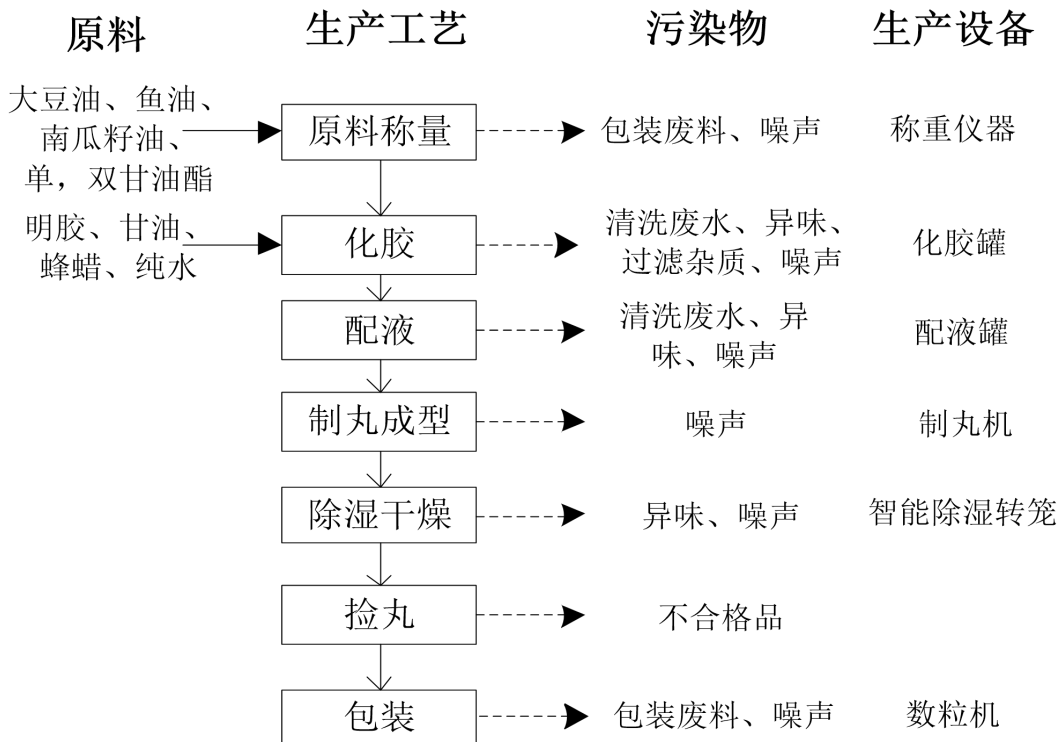 原料 生产工艺 污染物 生产设备
大豆油、鱼油、
南瓜籽油、
单，双甘油酯
原料称量
包装废料、噪声
称重仪器
明胶、甘油、
蜂蜡、纯水
化胶
清洗废水、异味、
过滤杂质、噪声
化胶罐
配液
清洗废水、异
味、噪声
配液罐
制丸成型
噪声
制丸机
除湿干燥
异味、噪声
智能除湿转笼
捡丸
不合格品
包装
包装废料、噪声
数粒机